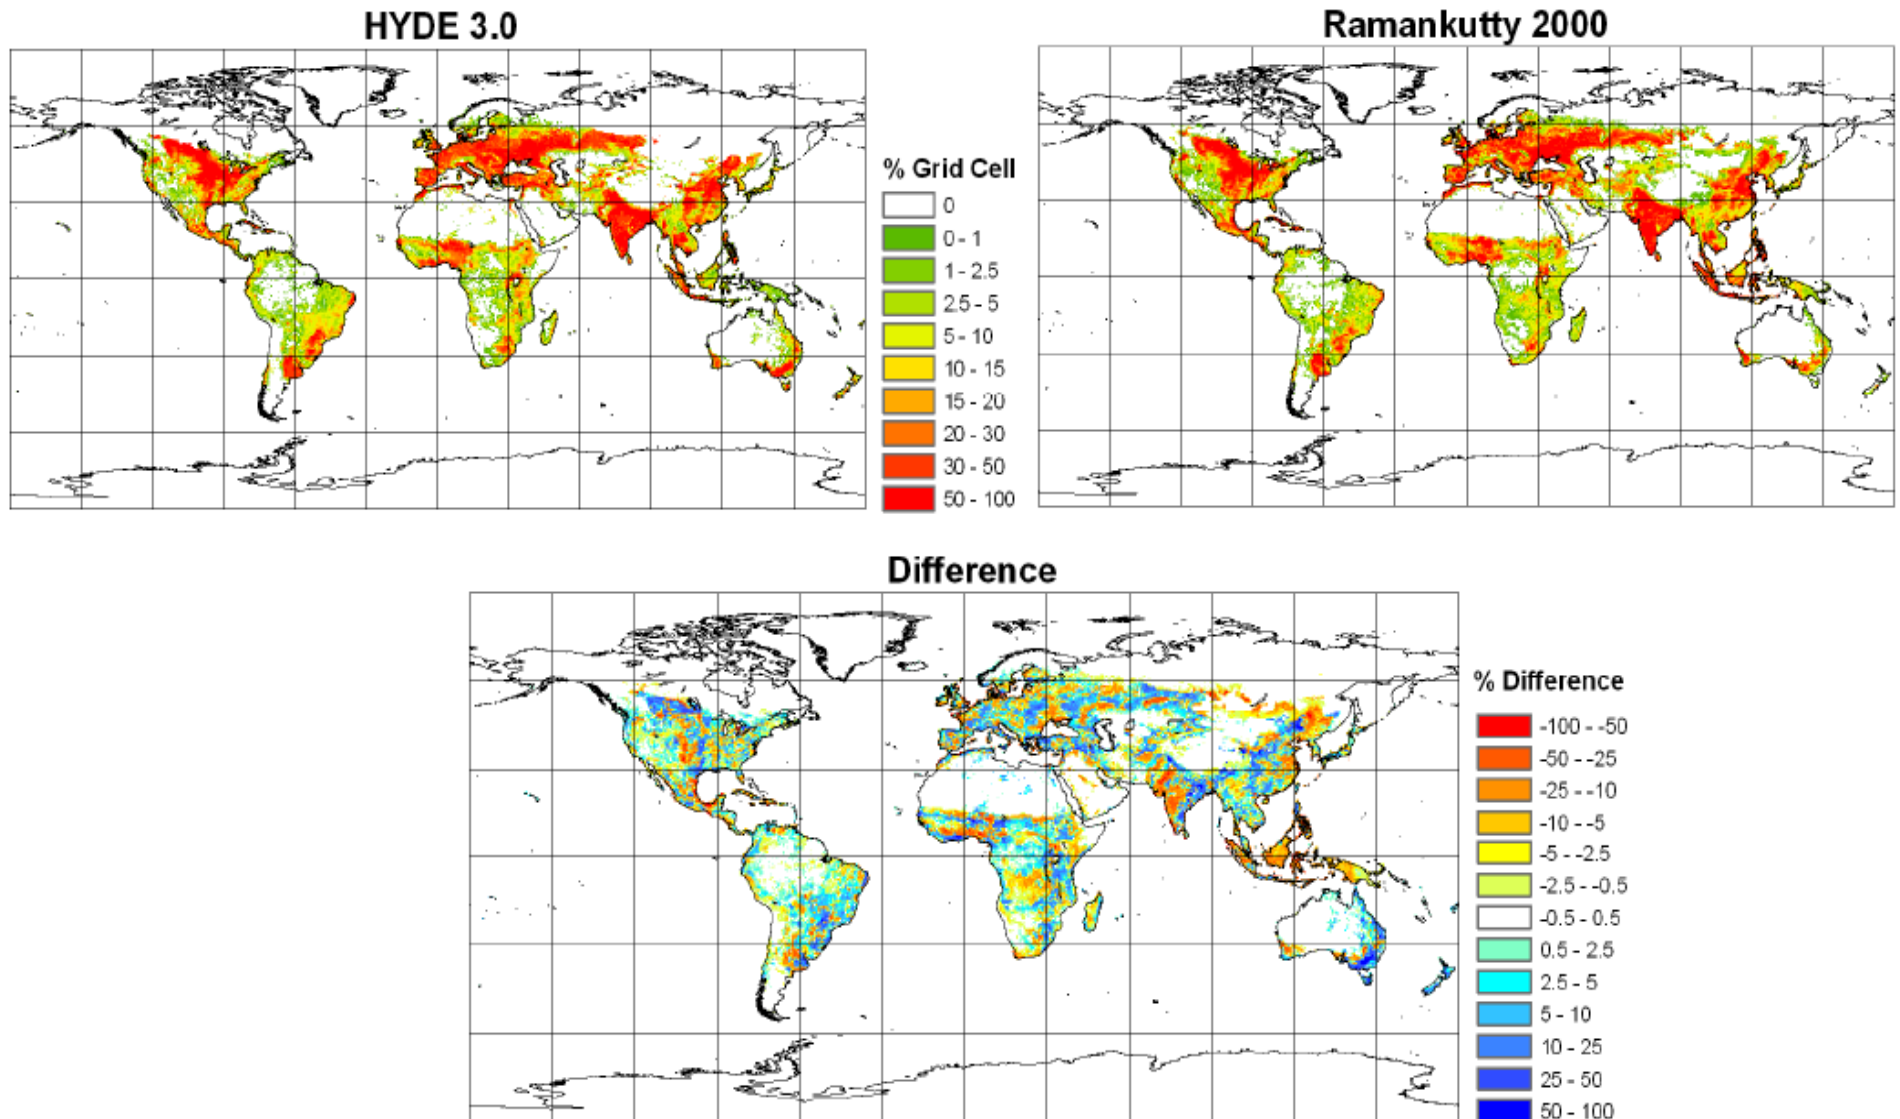 HYDE 3.0
Ramankutty 2000
% Grid Cell
0
0 - 1
1 - 2.5
2.5 - 5
5 - 10
10 - 15
15 - 20
20 - 30
30 - 50
50 - 100
Difference
% Difference
-100 - -50
-50 - -25
-25 - -10
-10 - -5
-5 - -2.5
-2.5 - -0.5
-0.5 - 0.5
0.5 - 2.5
2.5 - 5
5 - 10
10 - 25
25 - 50
50 - 100